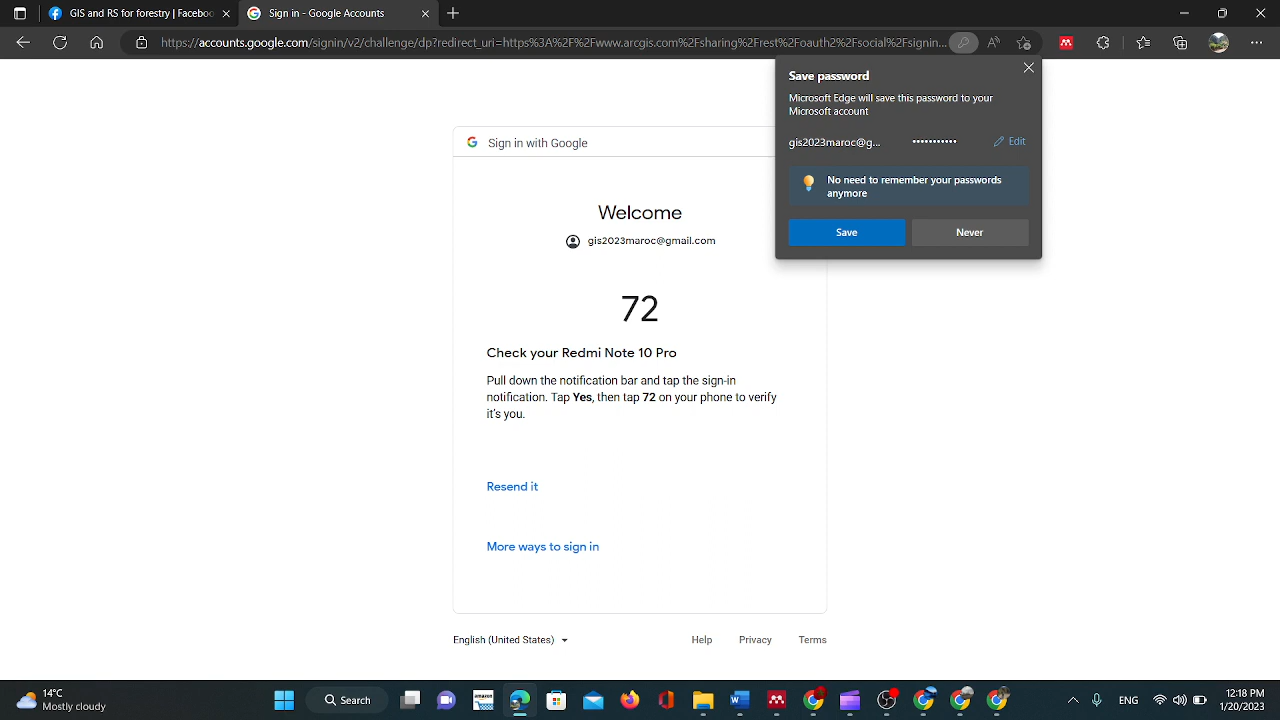 GIS and RS for forestry | Faceboo
Sign in - Google Accounts
https://accounts.google.com/signin/v2/challenge/dp?redirect_uri=https%3A%2F%2Fwww.arcgis.com%2Fsharing%2Frest%2Foauth2%2Fsocial%2Fsignin...
Save password
Microsoft Edge will save this password to your
Microsoft account
gis2023maroc@g... ••••••••••• Edit
No need to remember your passwords
anymore
Save Never
Sign in with Google
Welcome
gis2023maroc@gmail.com
72
Check your Redmi Note 10 Pro
Pull down the notification bar and tap the sign-in
notification. Tap Yes, then tap 72 on your phone to verify
it's you.
Resend it
More ways to sign in
English (United States) Help Privacy Terms
14°C
Mostly cloudy
Search
ENG
12:18 PM
1/20/2023